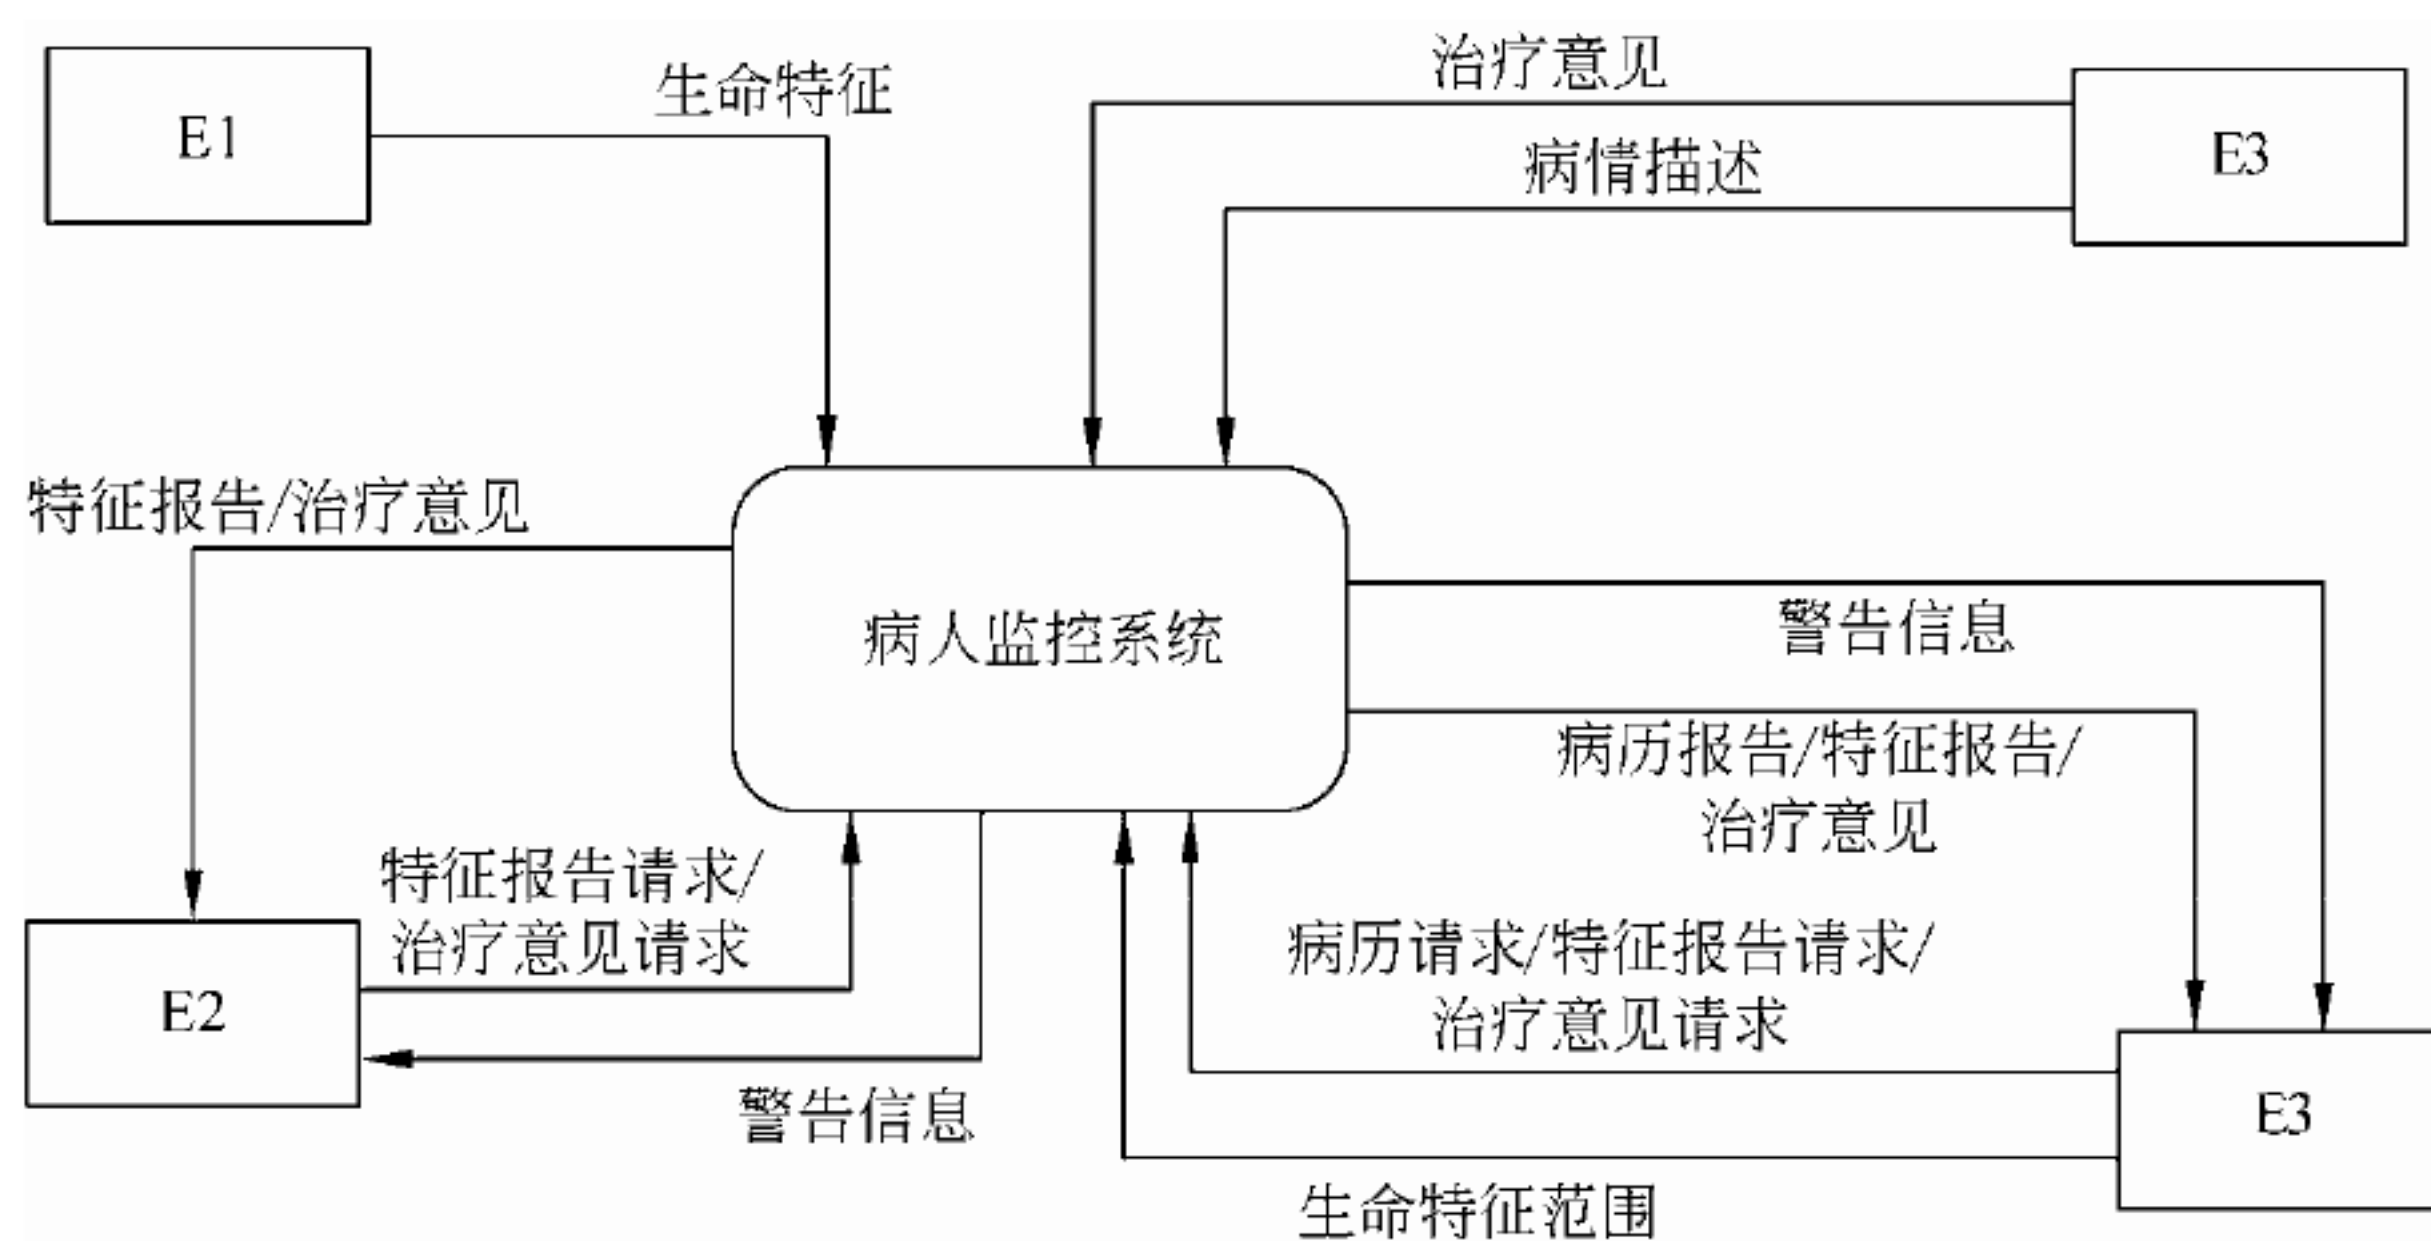 生命特征
治疗意见
E1
E3
病情描述
特征报告/治疗意见
病人监控系统
警告信息
病历报告/特征报告/
治疗意见
特征报告请求/
治疗意见请求
病历请求/特征报告请求/
治疗意见请求
E2
E3
警告信息
生命特征范围